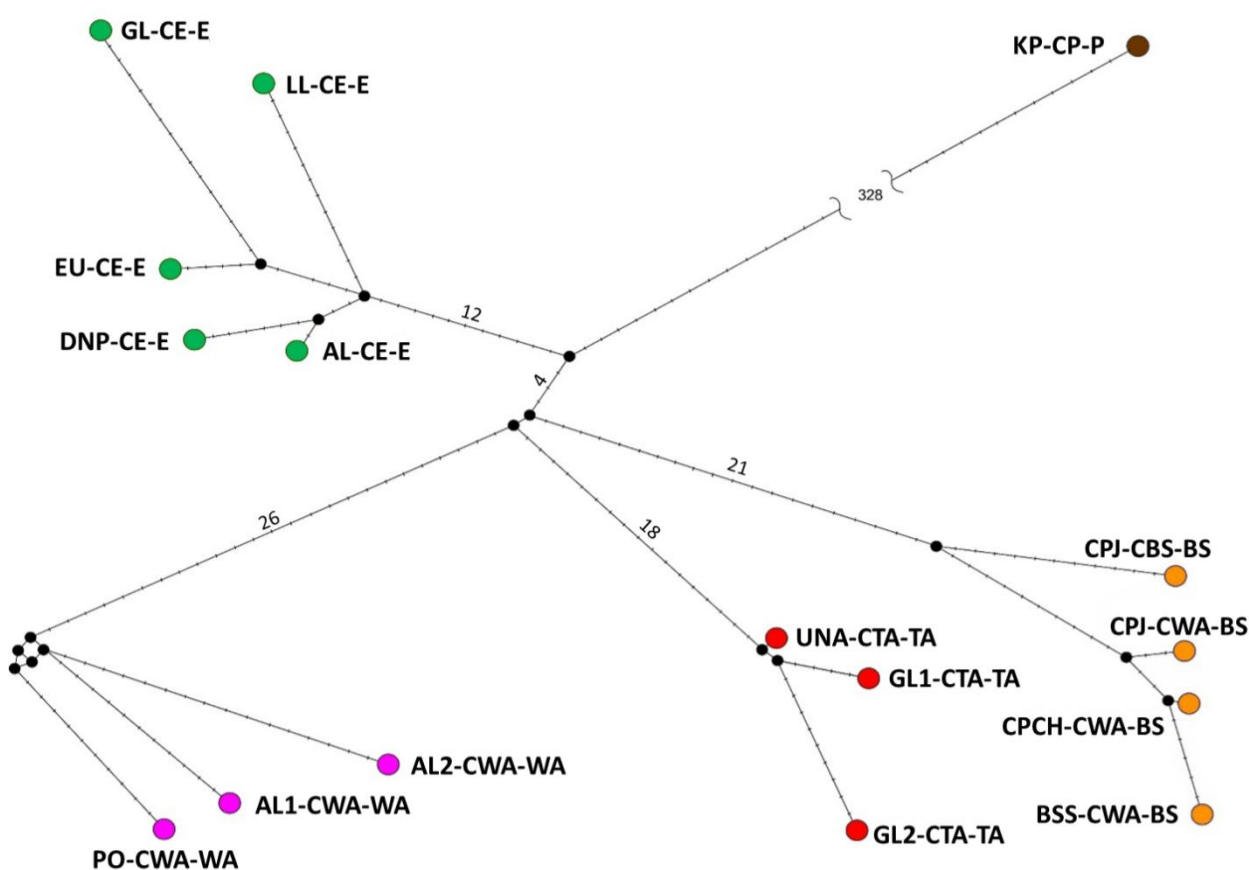 GL-CE-E
KP-CP-P
LL-CE-E
328
EU-CE-E
12
DNP-CE-E
AL-CE-E
4
21
26
18
CPJ-CBS-BS
CPJ-CWA-BS
UNA-CTA-TA
GL1-CTA-TA
CPCH-CWA-BS
AL2-CWA-WA
AL1-CWA-WA
BSS-CWA-BS
GL2-CTA-TA
PO-CWA-WA